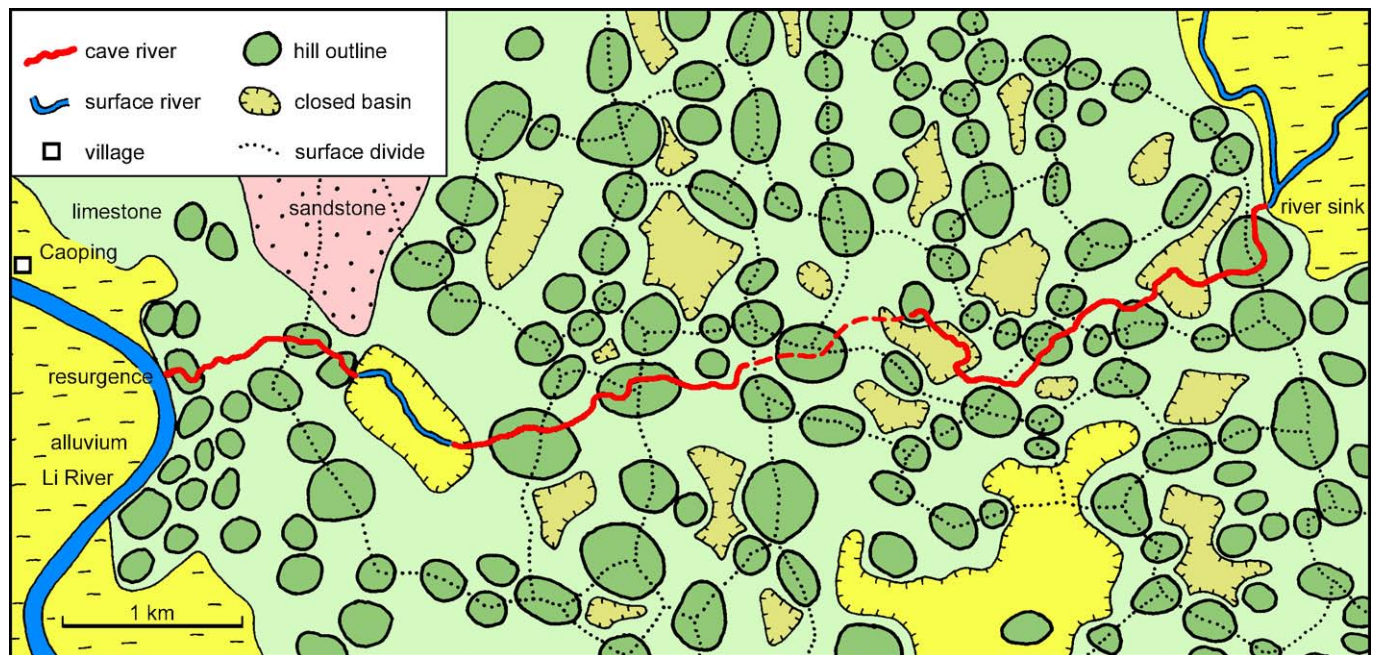 cave river
hill outline
surface river
closed basin
village
surface divide
limestone
sandstone
river sink
Caoping
resurgence
alluvium
Li River
1 km